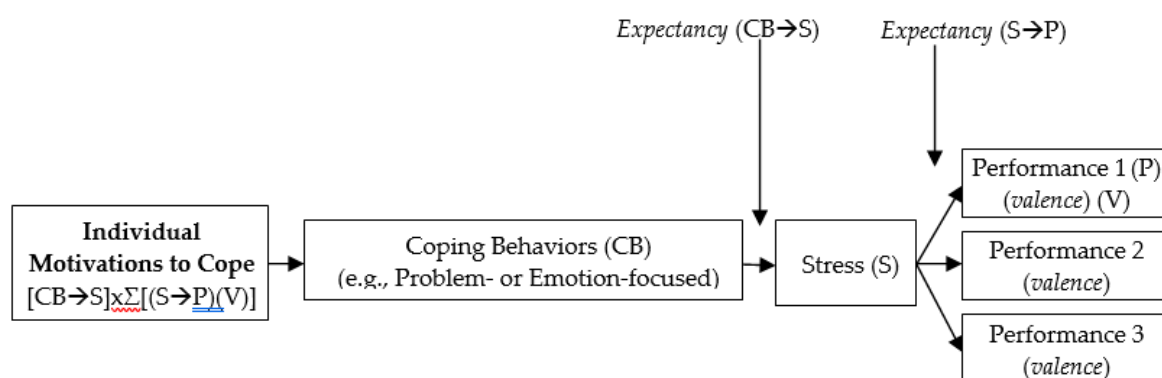 Expectancy (CB→S)
Expectancy (S→P)
Individual
Motivations to Cope
[CB→S]xΣ[(S→P)(V)]
Coping Behaviors (CB)
(e.g., Problem- or Emotion-focused)
Stress (S)
Performance 1 (P)
(valence) (V)
Performance 2
(valence)
Performance 3
(valence)